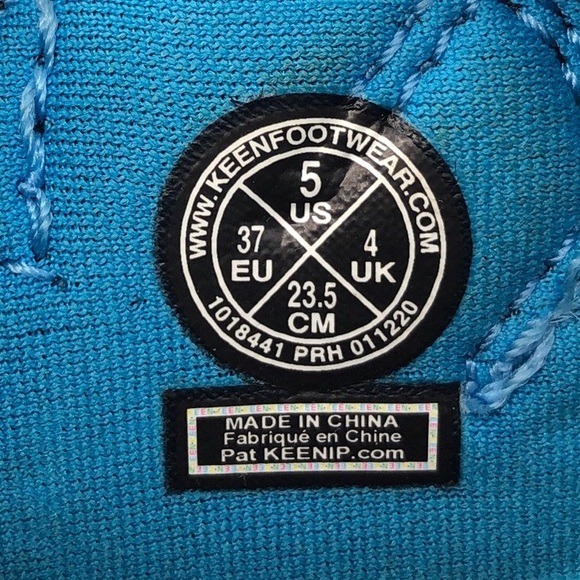 WWW.KEENFOOTWEAR.COM
5
US
37
EU
4
UK
23.5
CM
1018441 PRH 011220
MADE IN CHINA
Fabriqué en Chine
Pat KEENIP.com